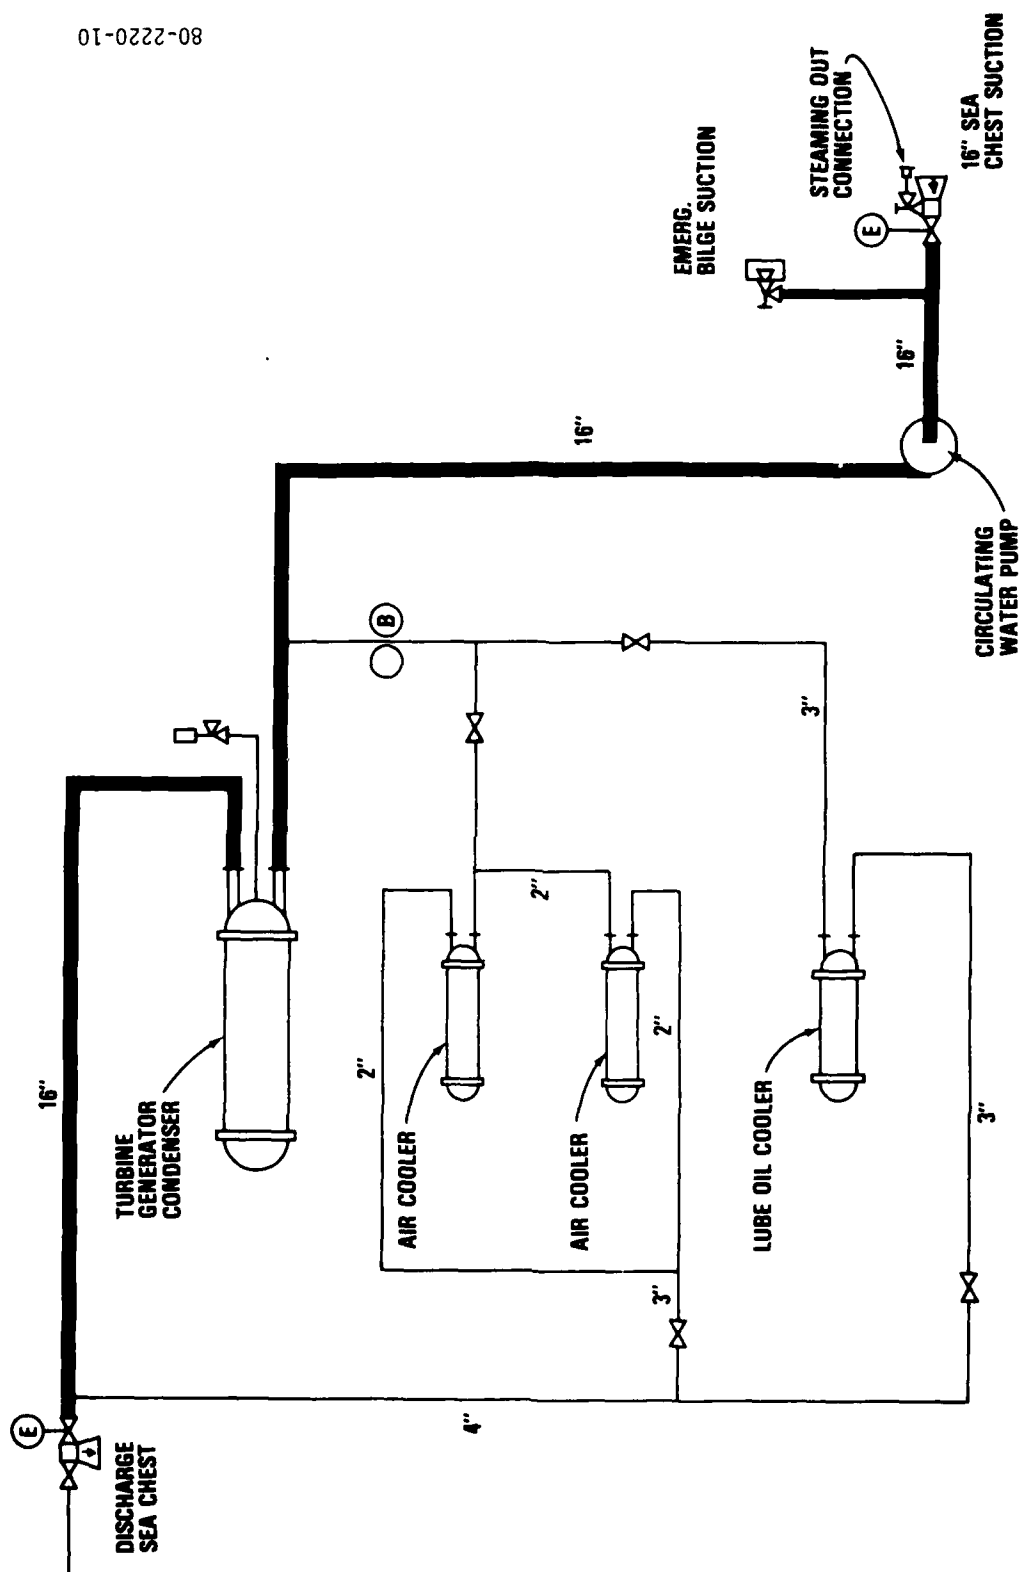 80-2220-10
DISCHARGE
SEA CHEST
E
16"
TURBINE
GENERATOR
CONDENSER
4"
3"
2"
AIR COOLER
2"
AIR COOLER
2"
LUBE OIL COOLER
3"
3"
B
16"
CIRCULATING
WATER PUMP
16"
EMERG.
BILGE SUCTION
E
STEAMING OUT
CONNECTION
16" SEA
CHEST SUCTION